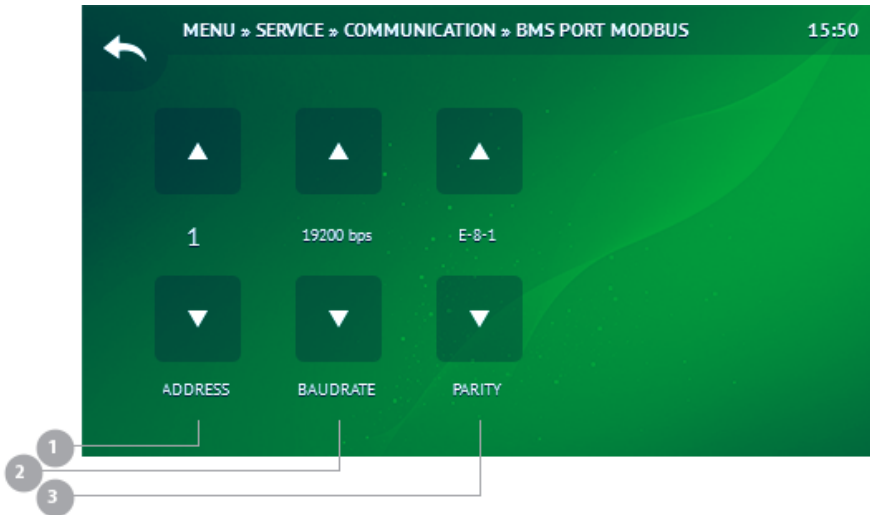 MENU » SERVICE » COMMUNICATION » BMS PORT MODBUS 15:50
1 19200 bps E-8-1
ADDRESS BAUDRATE PARITY
1
2
3